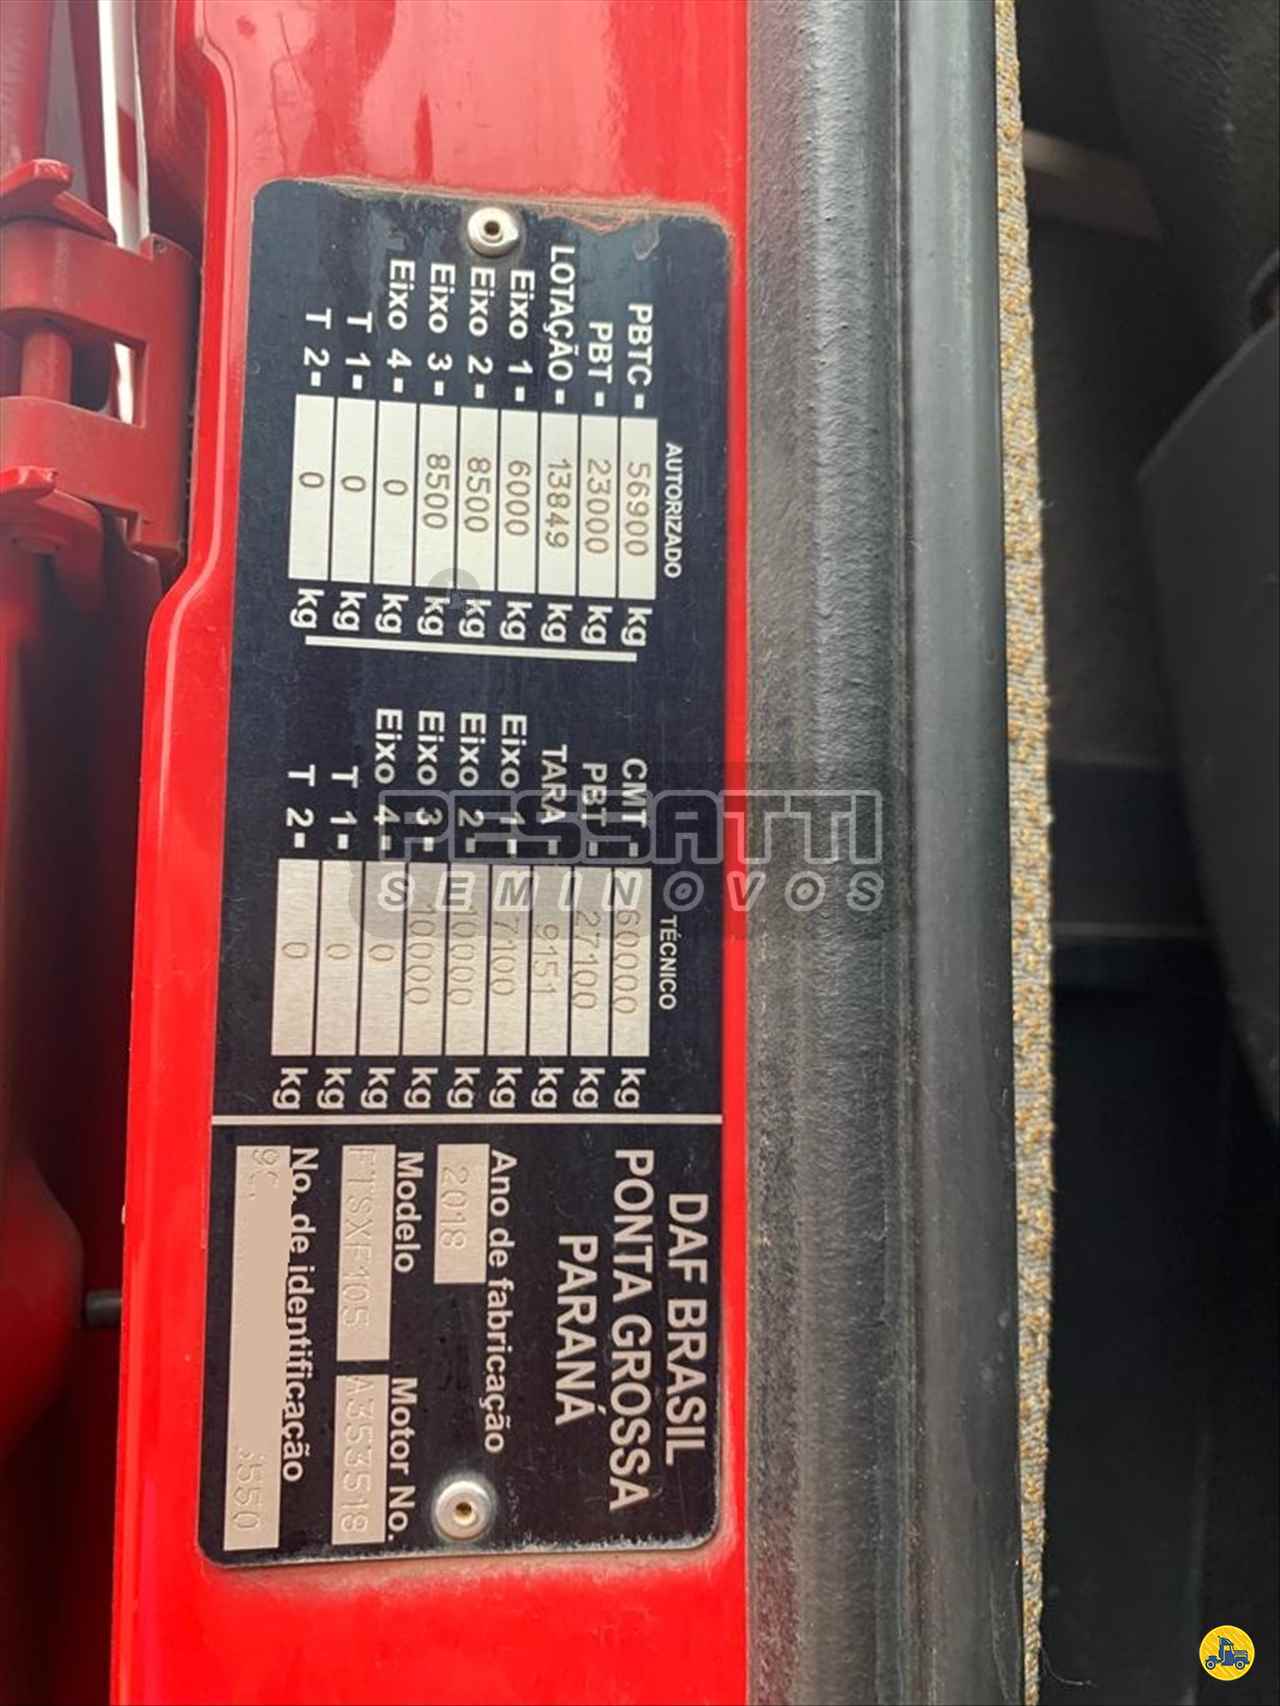 AUTORIZADO
PBTC- 56900 kg
PBT- 23000 kg
LOTAÇÃO- 13849 kg
Eixo 1- 6000 kg
Eixo 2- 8500 kg
Eixo 3- 8500 kg
Eixo 4- 0 kg
T 1- 0 kg
T 2- 0 kg
TÉCNICO
CMT- 60000 kg
PBT- 27100 kg
TARA- 9151 kg
Eixo 1- 7100 kg
Eixo 2- 10000 kg
Eixo 3- 10000 kg
Eixo 4- 0 kg
T 1- 0 kg
T 2- 0 kg
DAF BRASIL
PONTA GROSSA
PARANÁ
Ano de fabricação
2018
Modelo Motor No.
F1SXF105 A353518
No. de identificação
PESSATTI
SEMINOVOS